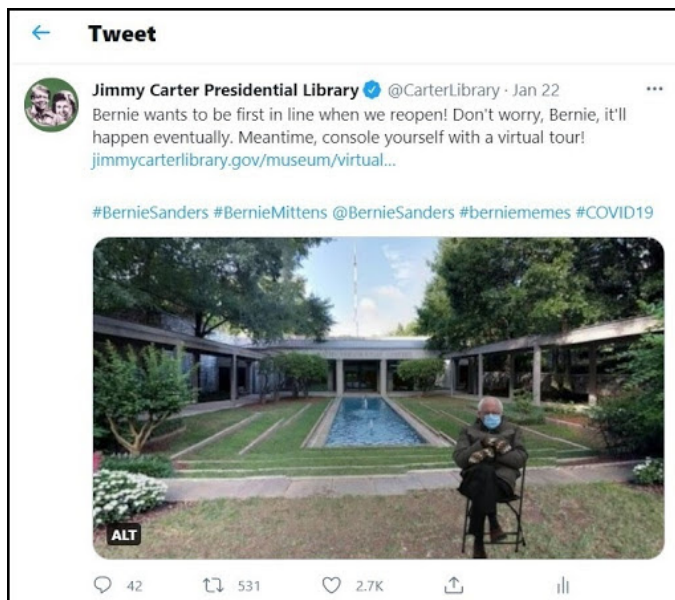 Tweet
Jimmy Carter Presidential Library @CarterLibrary · Jan 22
Bernie wants to be first in line when we reopen! Don't worry, Bernie, it'll
happen eventually. Meantime, console yourself with a virtual tour!
jimmycarterlibrary.gov/museum/virtual...
#BernieSanders #BernieMittens @BernieSanders #berniememes #COVID19
ALT
42 531 2.7K